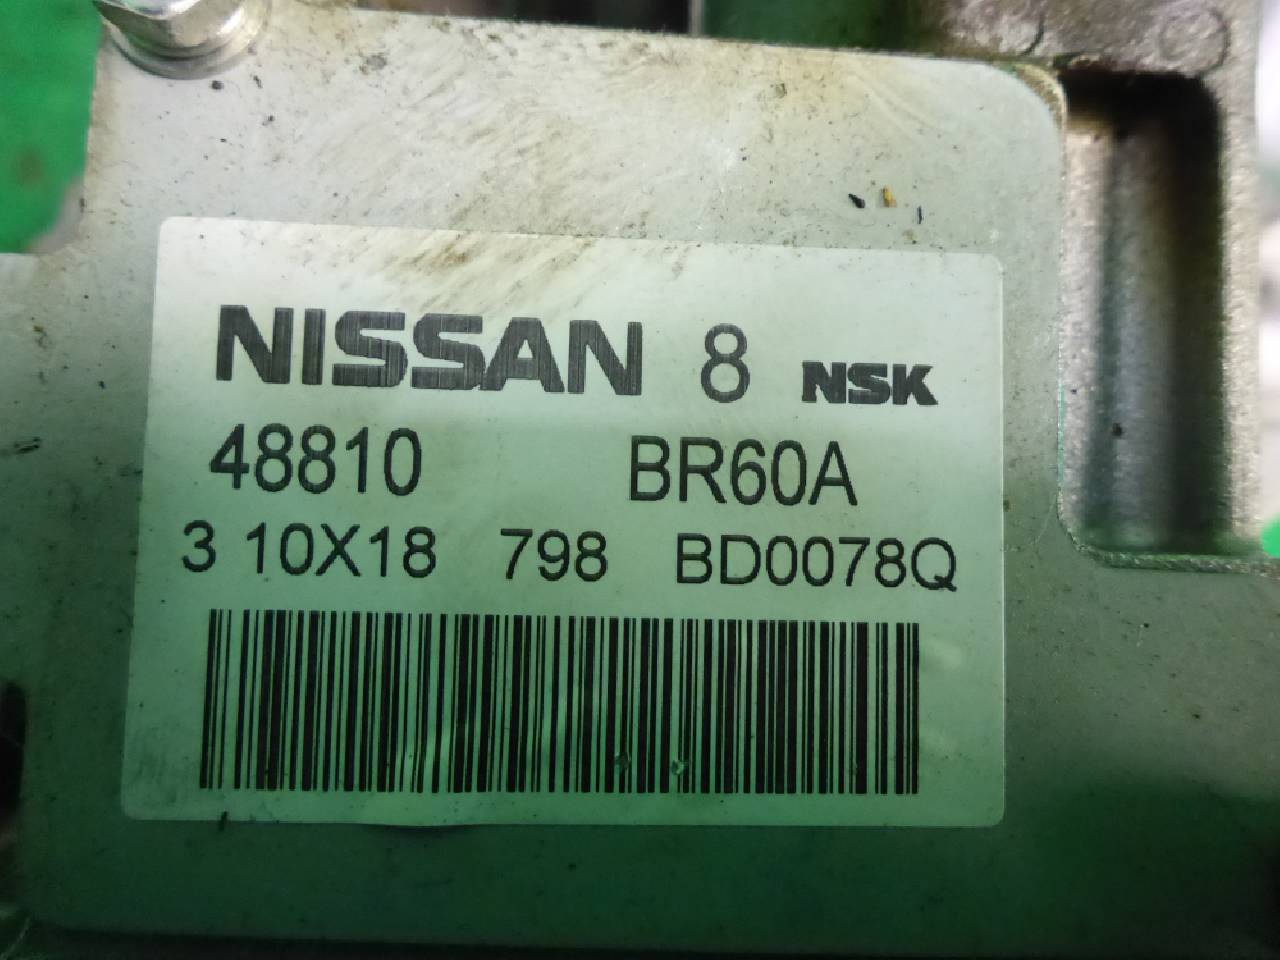 NISSAN 8 NSK
48810 BR60A
3 10X18 798 BD0078Q